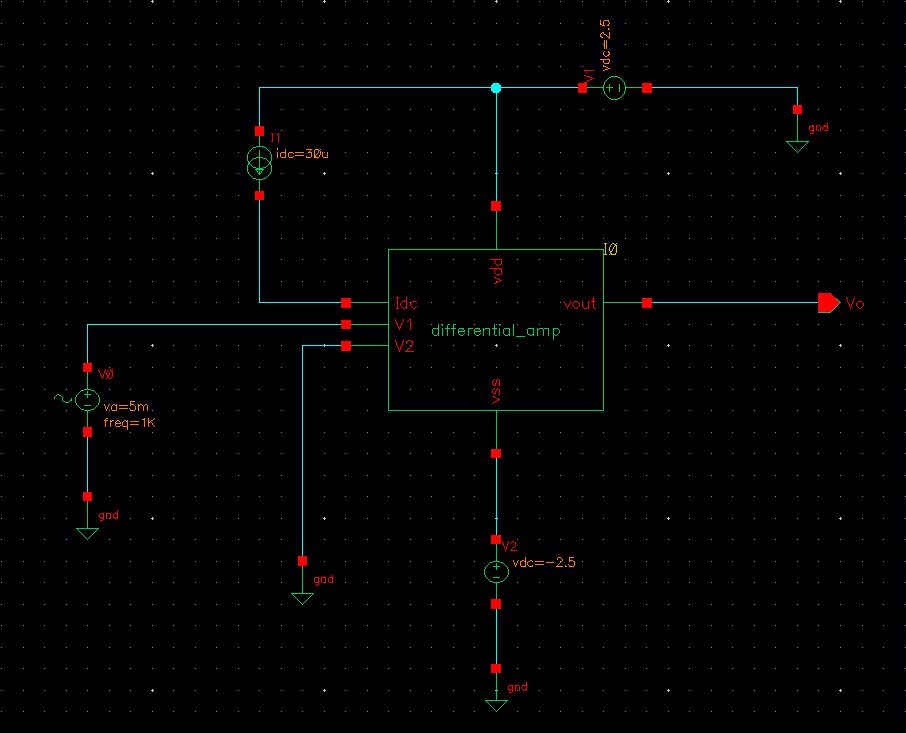 vdc=2.5
V1
gnd
I1
idc=30u
I0
vdd
Idc
vout
Vo
V1
differential_amp
V2
vss
V0
va=5m
freq=1K
gnd
V2
vdc=-2.5
gnd
gnd